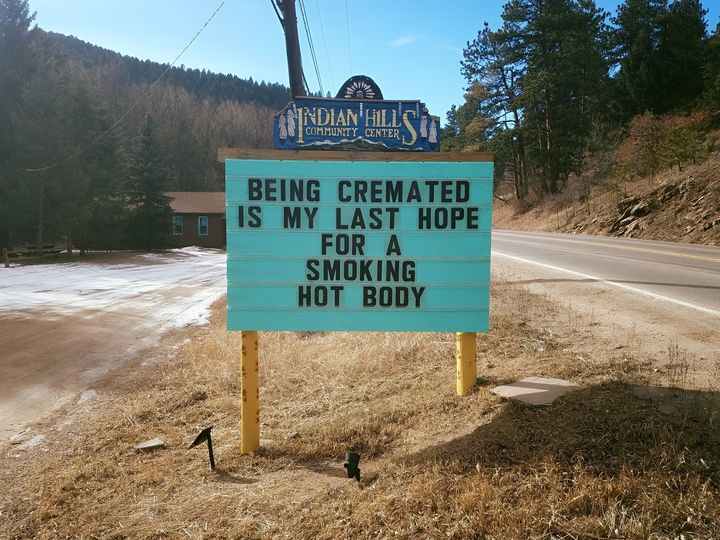 INDIAN HILLS
COMMUNITY CENTER
BEING CREMATED
IS MY LAST HOPE
FOR A
SMOKING
HOT BODY